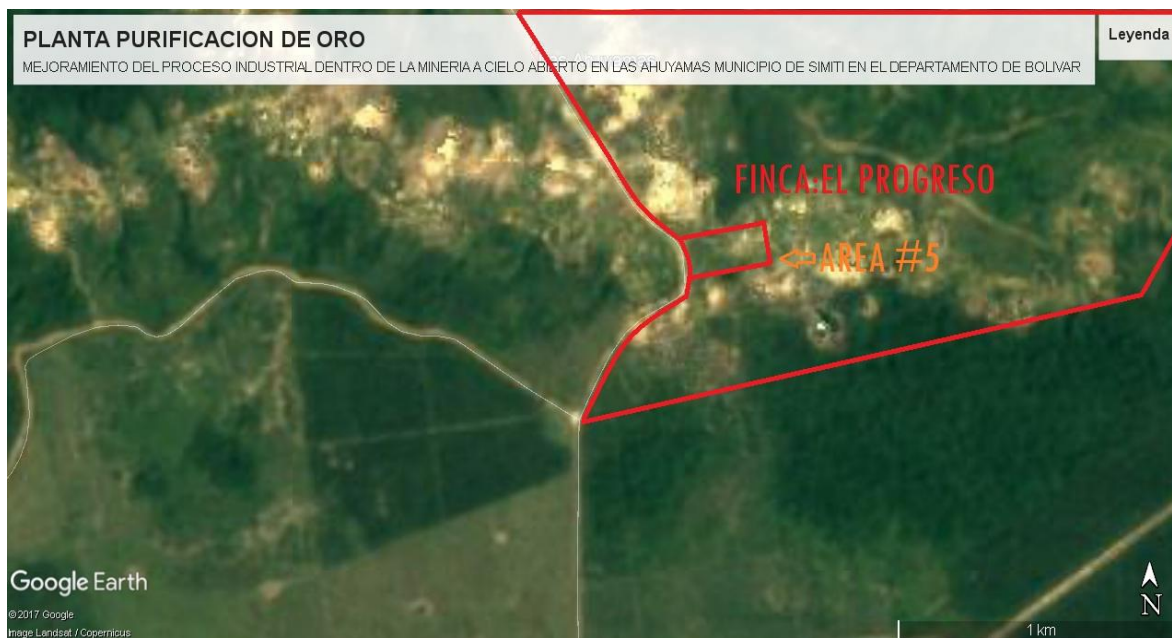 PLANTA PURIFICACION DE ORO
MEJORAMIENTO DEL PROCESO INDUSTRIAL DENTRO DE LA MINERIA A CIELO ABIERTO EN LAS AHUYAMAS MUNICIPIO DE SIMITI EN EL DEPARTAMENTO DE BOLIVAR
Leyenda
FINCA:EL PROGRESO
AREA #5
Google Earth
© 2017 Google
Image Landsat / Copernicus
N
1 km